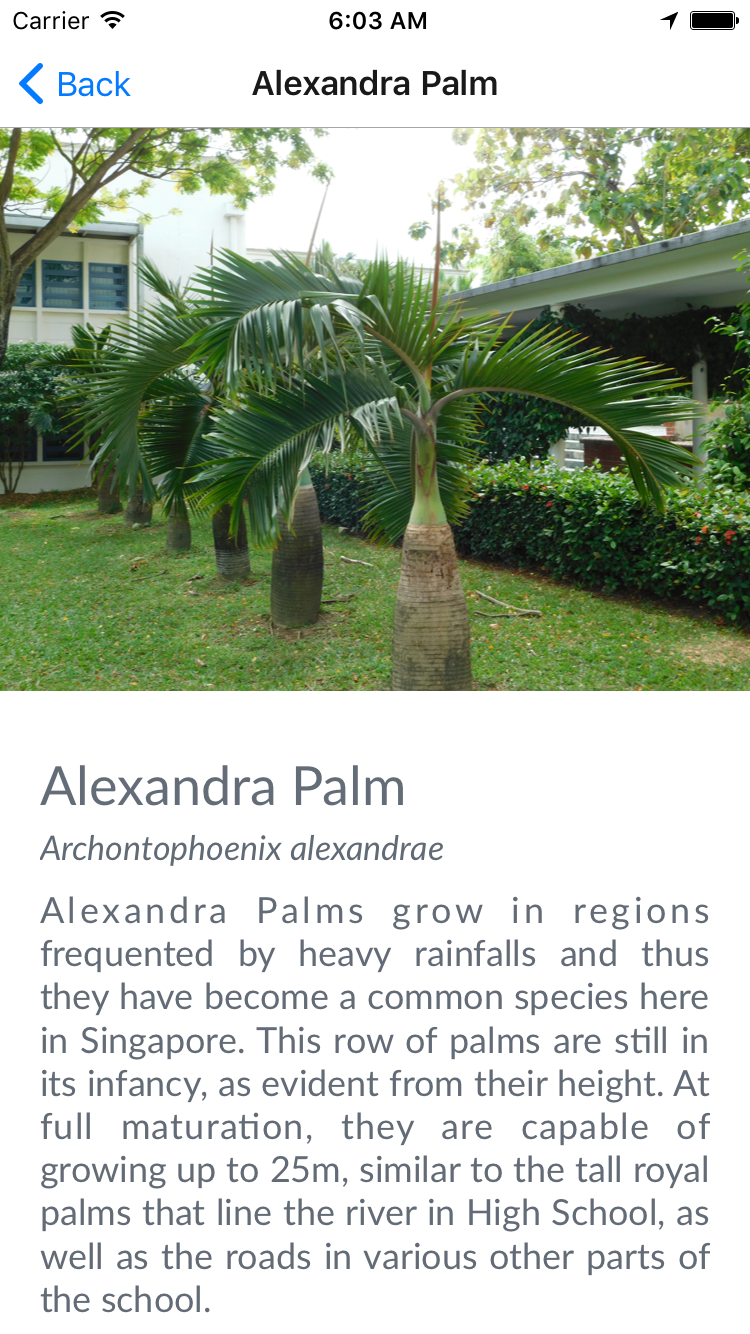 Carrier 6:03 AM
Back Alexandra Palm
Alexandra Palm
Archontophoenix alexandrae
Alexandra Palms grow in regions
frequented by heavy rainfalls and thus
they have become a common species here
in Singapore. This row of palms are still in
its infancy, as evident from their height. At
full maturation, they are capable of
growing up to 25m, similar to the tall royal
palms that line the river in High School, as
well as the roads in various other parts of
the school.